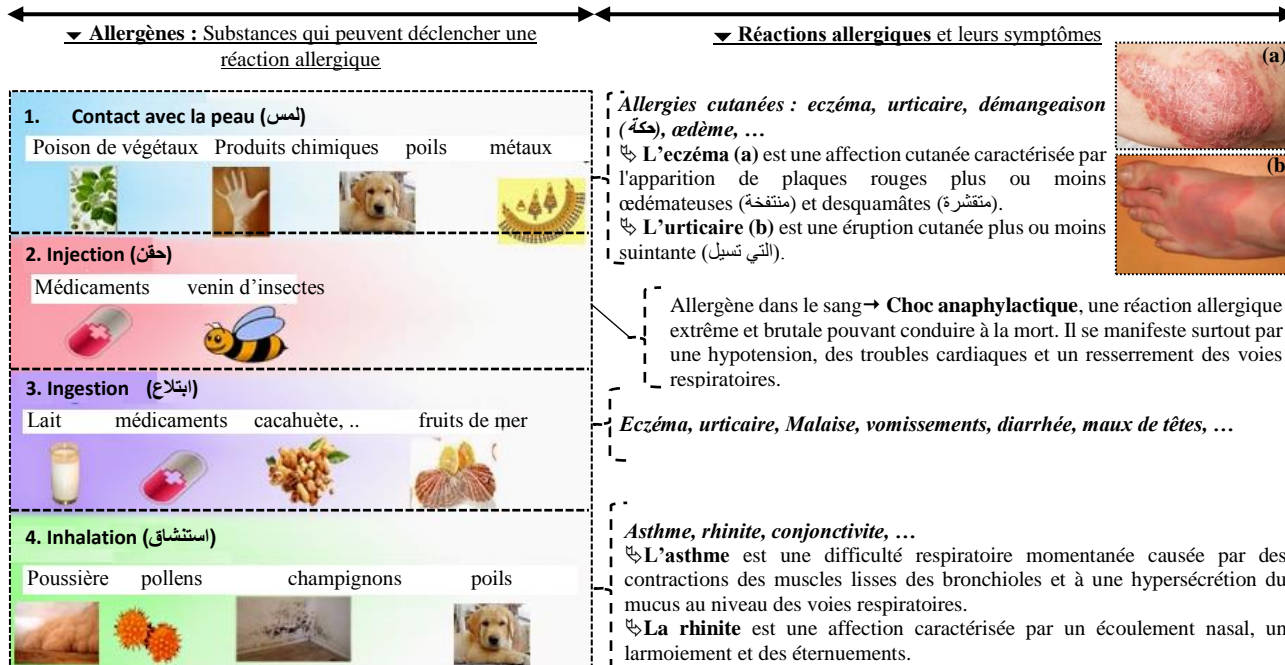 ▼ Allergènes : Substances qui peuvent déclencher une
réaction allergique
1. Contact avec la peau (لمس)
Poison de végétaux Produits chimiques poils métaux
2. Injection (حقن)
Médicaments venin d’insectes
3. Ingestion (ابتلاع)
Lait médicaments cacahuète, .. fruits de mer
4. Inhalation (استنشاق)
Poussière pollens champignons poils
▼ Réactions allergiques et leurs symptômes
(a)
(b)
Allergies cutanées : eczéma, urticaire, démangeaison
(حكة), œdème, …
L’eczéma (a) est une affection cutanée caractérisée par
l'apparition de plaques rouges plus ou moins
œdémateuses (منتفخة) et desquamâtes (متقشرة).
L’urticaire (b) est une éruption cutanée plus ou moins
suintante (التي تسيل).
Allergène dans le sang➝ Choc anaphylactique, une réaction allergique
extrême et brutale pouvant conduire à la mort. Il se manifeste surtout par
une hypotension, des troubles cardiaques et un resserrement des voies
respiratoires.
Eczéma, urticaire, Malaise, vomissements, diarrhée, maux de têtes, …
Asthme, rhinite, conjonctivite, …
L’asthme est une difficulté respiratoire momentanée causée par des
contractions des muscles lisses des bronchioles et à une hypersécrétion du
mucus au niveau des voies respiratoires.
La rhinite est une affection caractérisée par un écoulement nasal, un
larmoiement et des éternuements.